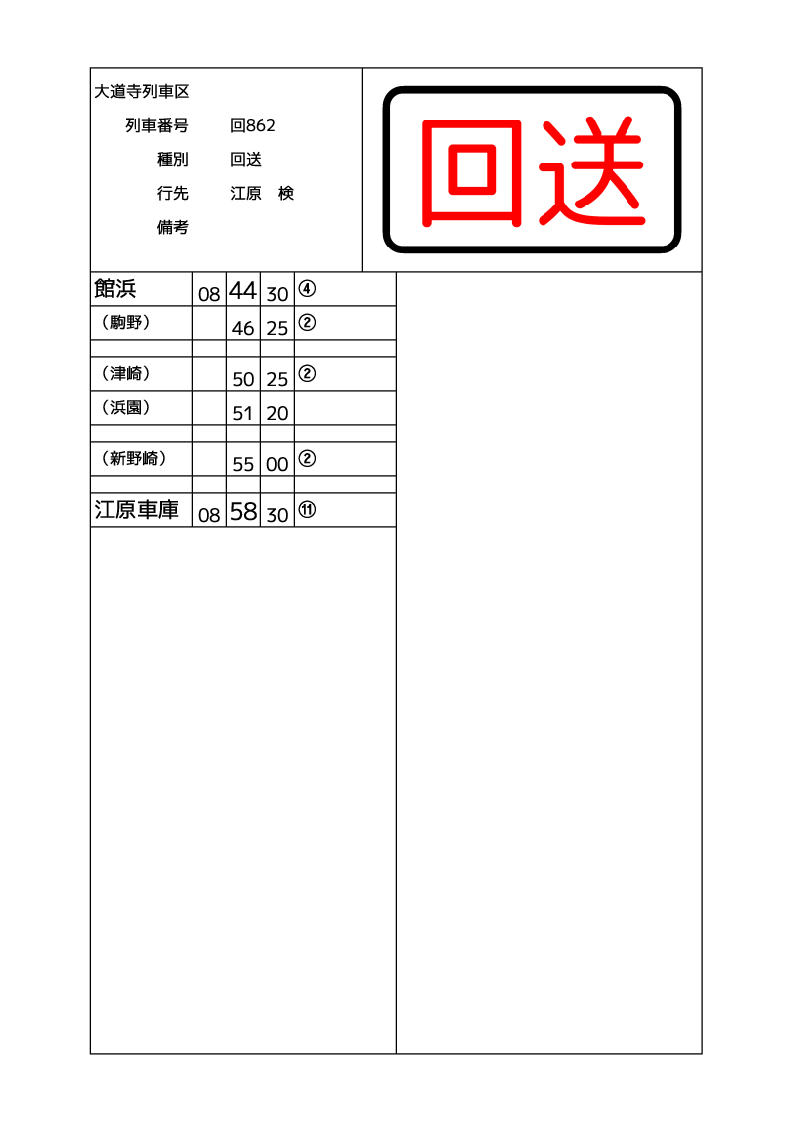 大道寺列車区
列車番号 回862
種別 回送
行先 江原 検
備考
回送
館浜 08 44 30 ④
（駒野） 46 25 ②
（津崎） 50 25 ②
（浜園） 51 20
（新野崎） 55 00 ②
江原車庫 08 58 30 ⑪